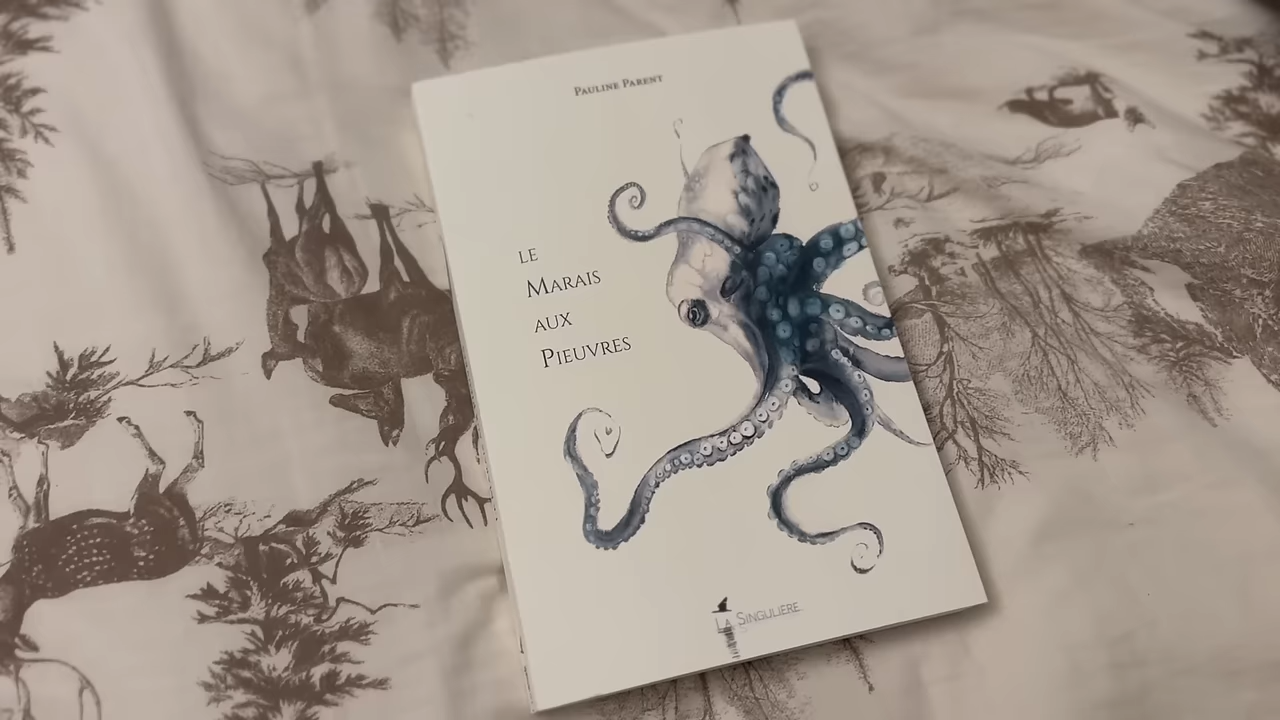 Pauline Parent
le
Marais
aux
Pieuvres
La Singulière